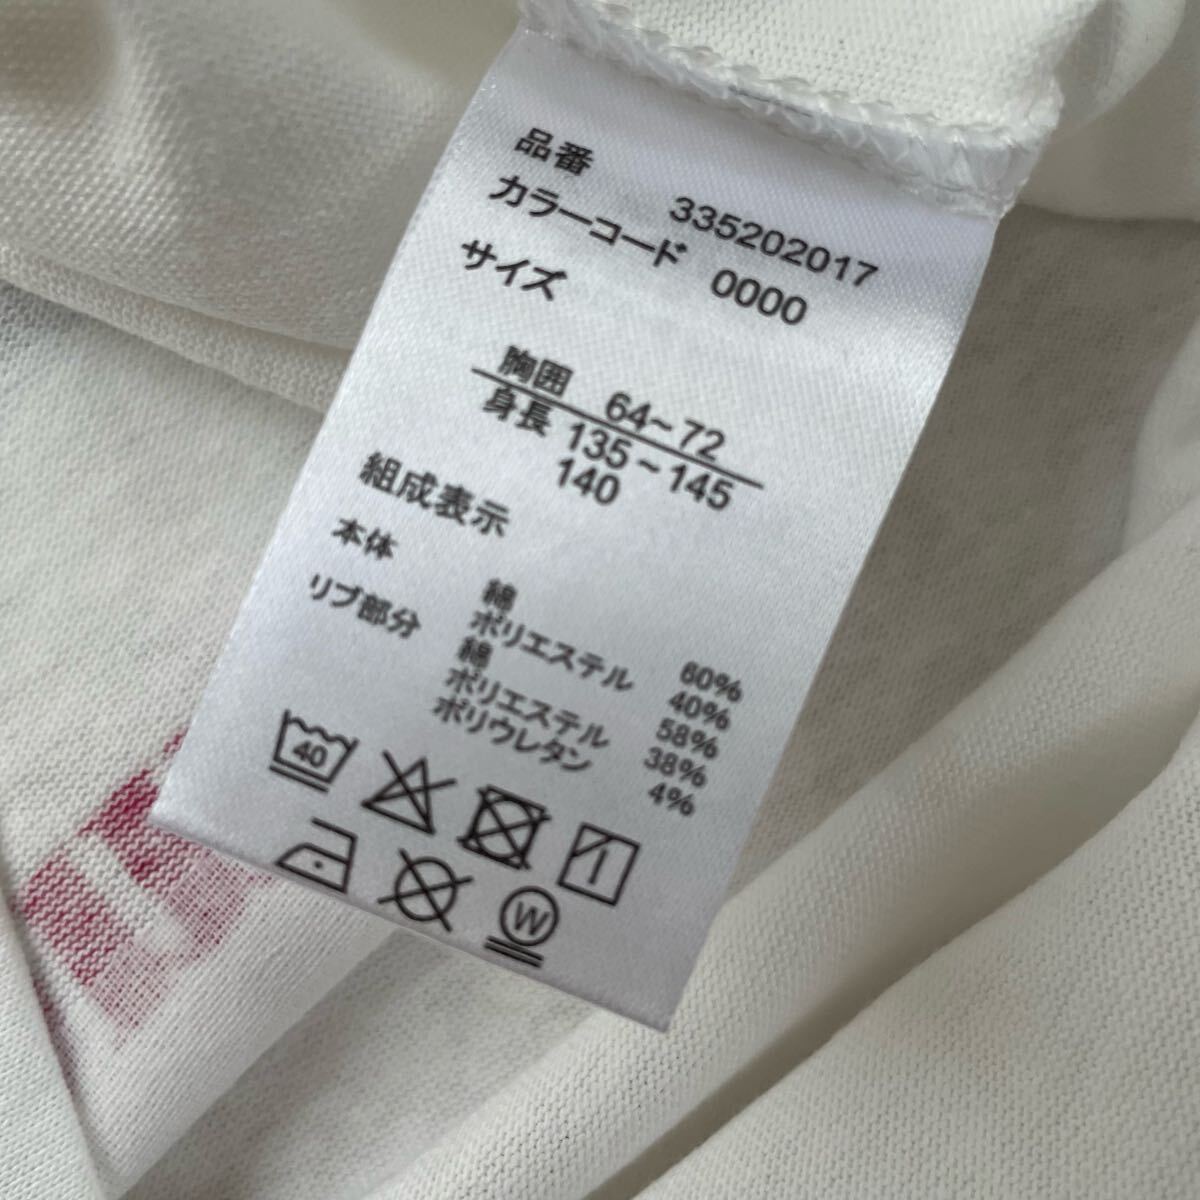 品番 335202017
カラーコード 0000
サイズ
胸囲 64~72
身長 135~145
140
組成表示
本体 綿 60%
ポリエステル 40%
リブ部分 綿 58%
ポリエステル 38%
ポリウレタン 4%
40
W